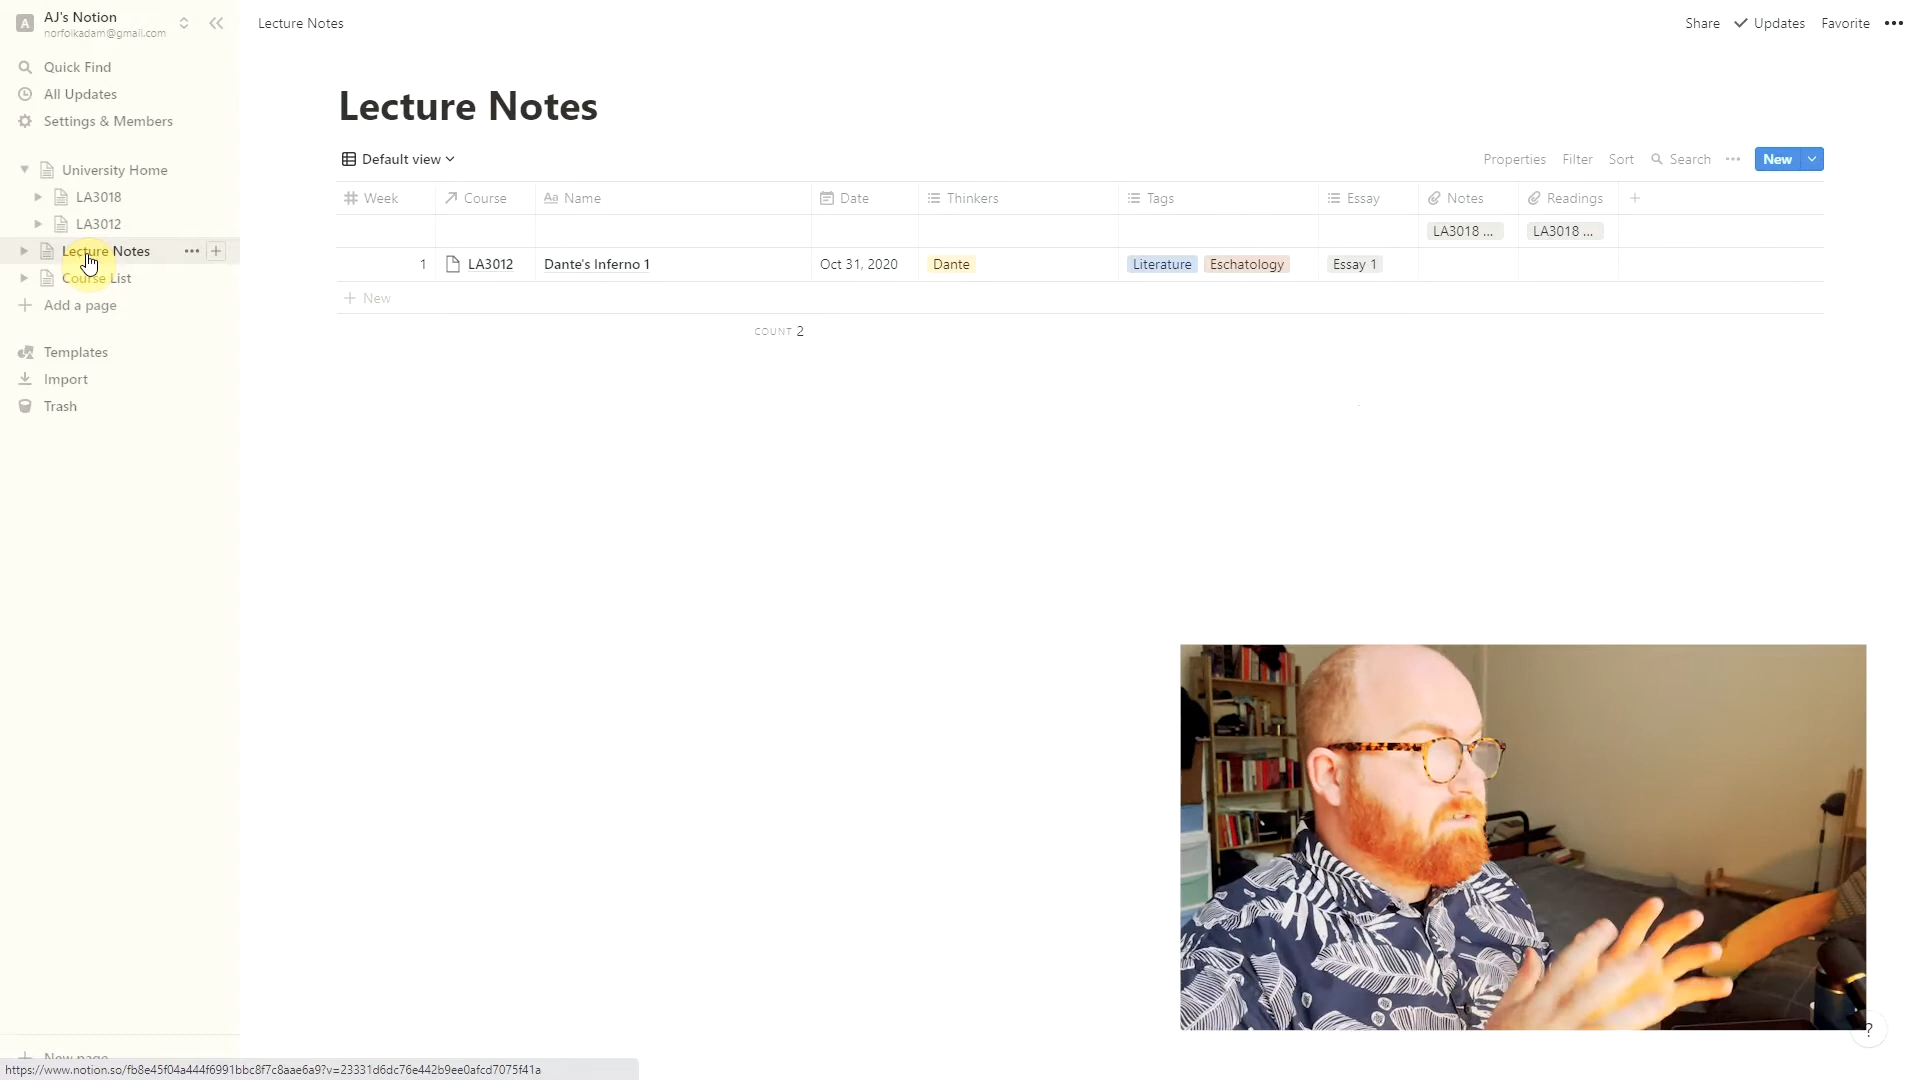 A AJ's Notion
norfolkadam@gmail.com
Quick Find
All Updates
Settings & Members
University Home
LA3018
LA3012
Lecture Notes
Course List
Add a page
Templates
Import
Trash
New page
https://www.notion.so/fb8e45f04a444f6991bbc8f7c8aae6a9?v=23331d6dc76e442b9ee0afcd7075f41a
Lecture Notes
Share Updates Favorite
Lecture Notes
Default view
Properties Filter Sort Search New
Week Course Aa Name Date Thinkers Tags Essay Notes Readings
LA3018 ... LA3018 ...
1 LA3012 Dante's Inferno 1 Oct 31, 2020 Dante Literature Eschatology Essay 1
New
COUNT 2
?